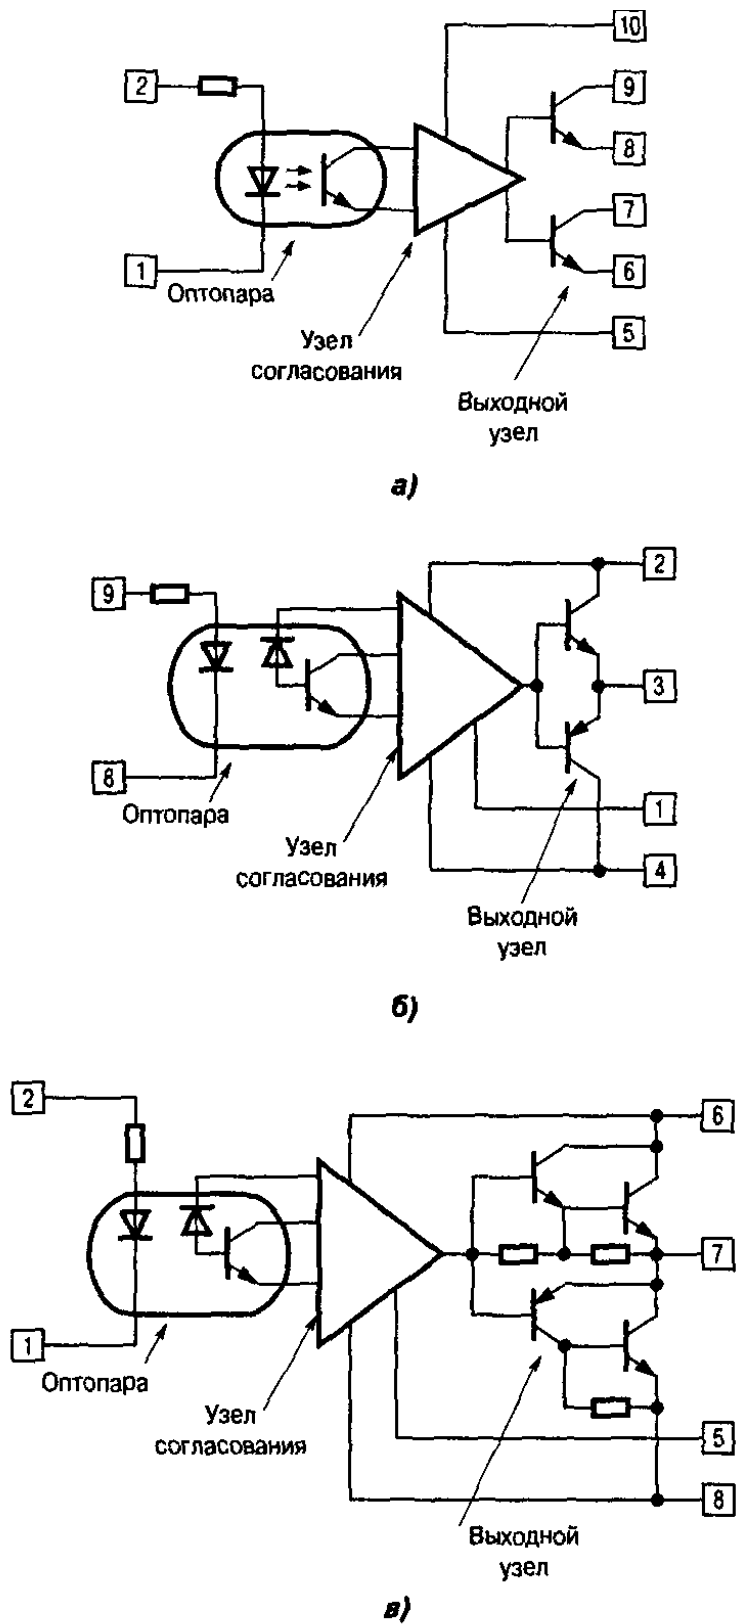 10
2
9
8
7
1
6
Оптопара
5
Узел
согласования
Выходной
узел
а)
2
9
3
8
Оптопара
1
Узел
согласования
4
Выходной
узел
б)
2
6
7
1
Оптопара
Узел
согласования
5
8
Выходной
узел
в)